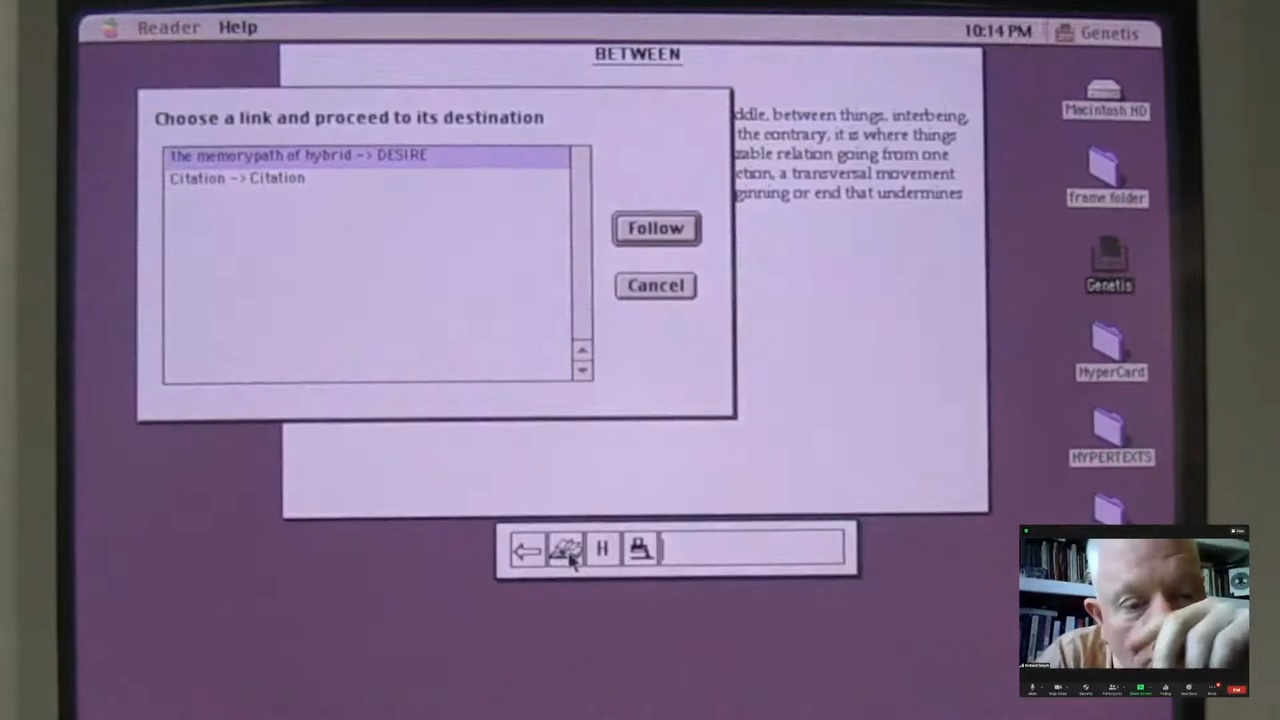 Reader Help 10:14 PM Genetis
BETWEEN
Choose a link and proceed to its destination
the memorypath of hybrid -> DESIRE
Citation -> Citation
Follow
Cancel
ddle, between things, interbeing,
the contrary, it is where things
zable relation going from one
ction, a transversal movement
ginning or end that undermines
Macintosh HD
frame folder
Genetis
HyperCard
HYPERTEXTS
H
View
End